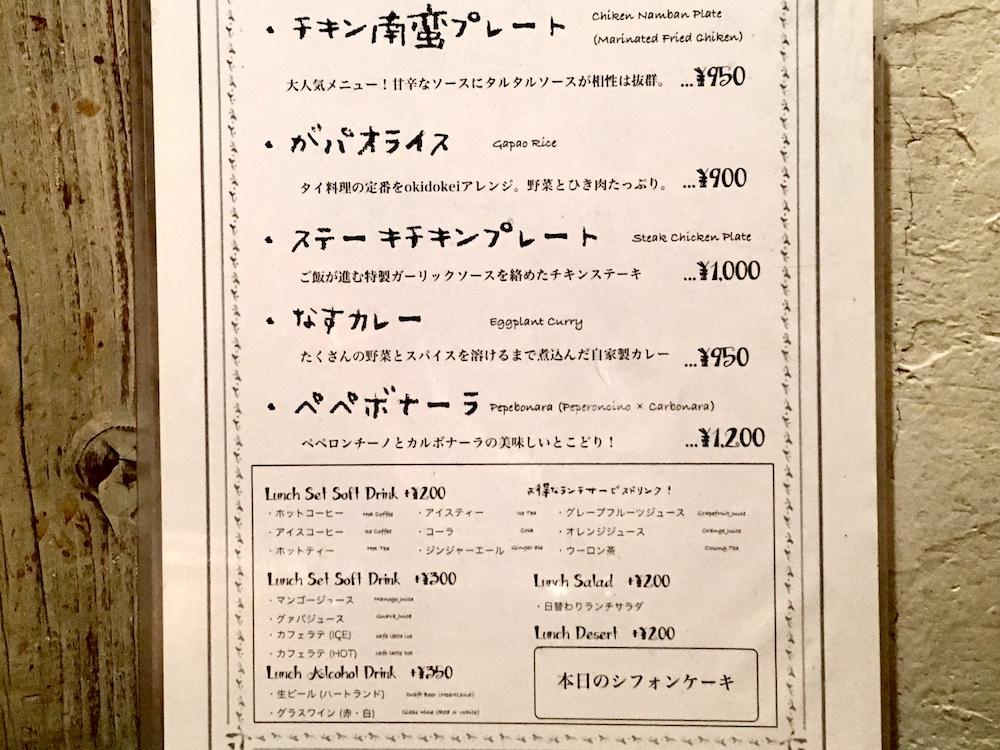 ・チキン南蛮プレート Chiken Namban Plate
(Marinated Fried Chiken)
大人気メニュー！甘辛なソースにタルタルソースが相性は抜群。 ...¥950
・ガパオライス Gapao Rice
タイ料理の定番をokidokeiアレンジ。野菜とひき肉たっぷり。 ...¥900
・ステーキチキンプレート Steak Chicken Plate
ご飯が進む特製ガーリックソースを絡めたチキンステーキ ...¥1,000
・なすカレー Eggplant Curry
たくさんの野菜とスパイスを溶けるまで煮込んだ自家製カレー ...¥950
・ペペボナーラ Pepebonara (Peperoncino × Carbonara)
ペペロンチーノとカルボナーラの美味しいとこどり！ ...¥1,200
Lunch Set Soft Drink +¥200 お得なランチサービスドリンク！
・ホットコーヒー Hot Coffee ・アイスティー Ice Tea ・グレープフルーツジュース Grapefruit Juice
・アイスコーヒー Ice Coffee ・コーラ Cola ・オレンジジュース Orange Juice
・ホットティー Hot Tea ・ジンジャーエール Ginger ale ・ウーロン茶 Oolong Tea
Lunch Set Soft Drink +¥300
・マンゴージュース Mango Juice
・グァバジュース Guava Juice
・カフェラテ (ICE) cafe latte ice
・カフェラテ (HOT) cafe latte hot
Lunch Alcohol Drink +¥350
・生ビール (ハートランド) Draft Beer (Heartland)
・グラスワイン (赤・白) Glass Wine (Red or White)
Lunch Salad +¥200
・日替わりランチサラダ
Lunch Desert +¥200
本日のシフォンケーキ